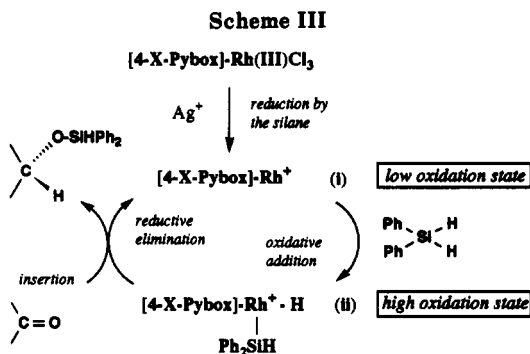 Scheme III
[4-X-Pybox]-Rh(III)Cl3
Ag+
reduction by
the silane
O-SiHPh2
C
H
[4-X-Pybox]-Rh+ (i) low oxidation state
reductive
elimination
oxidative
addition
Ph
Ph
Si
H
H
insertion
C=O
[4-X-Pybox]-Rh+ - H (ii) high oxidation state
Ph2SiH